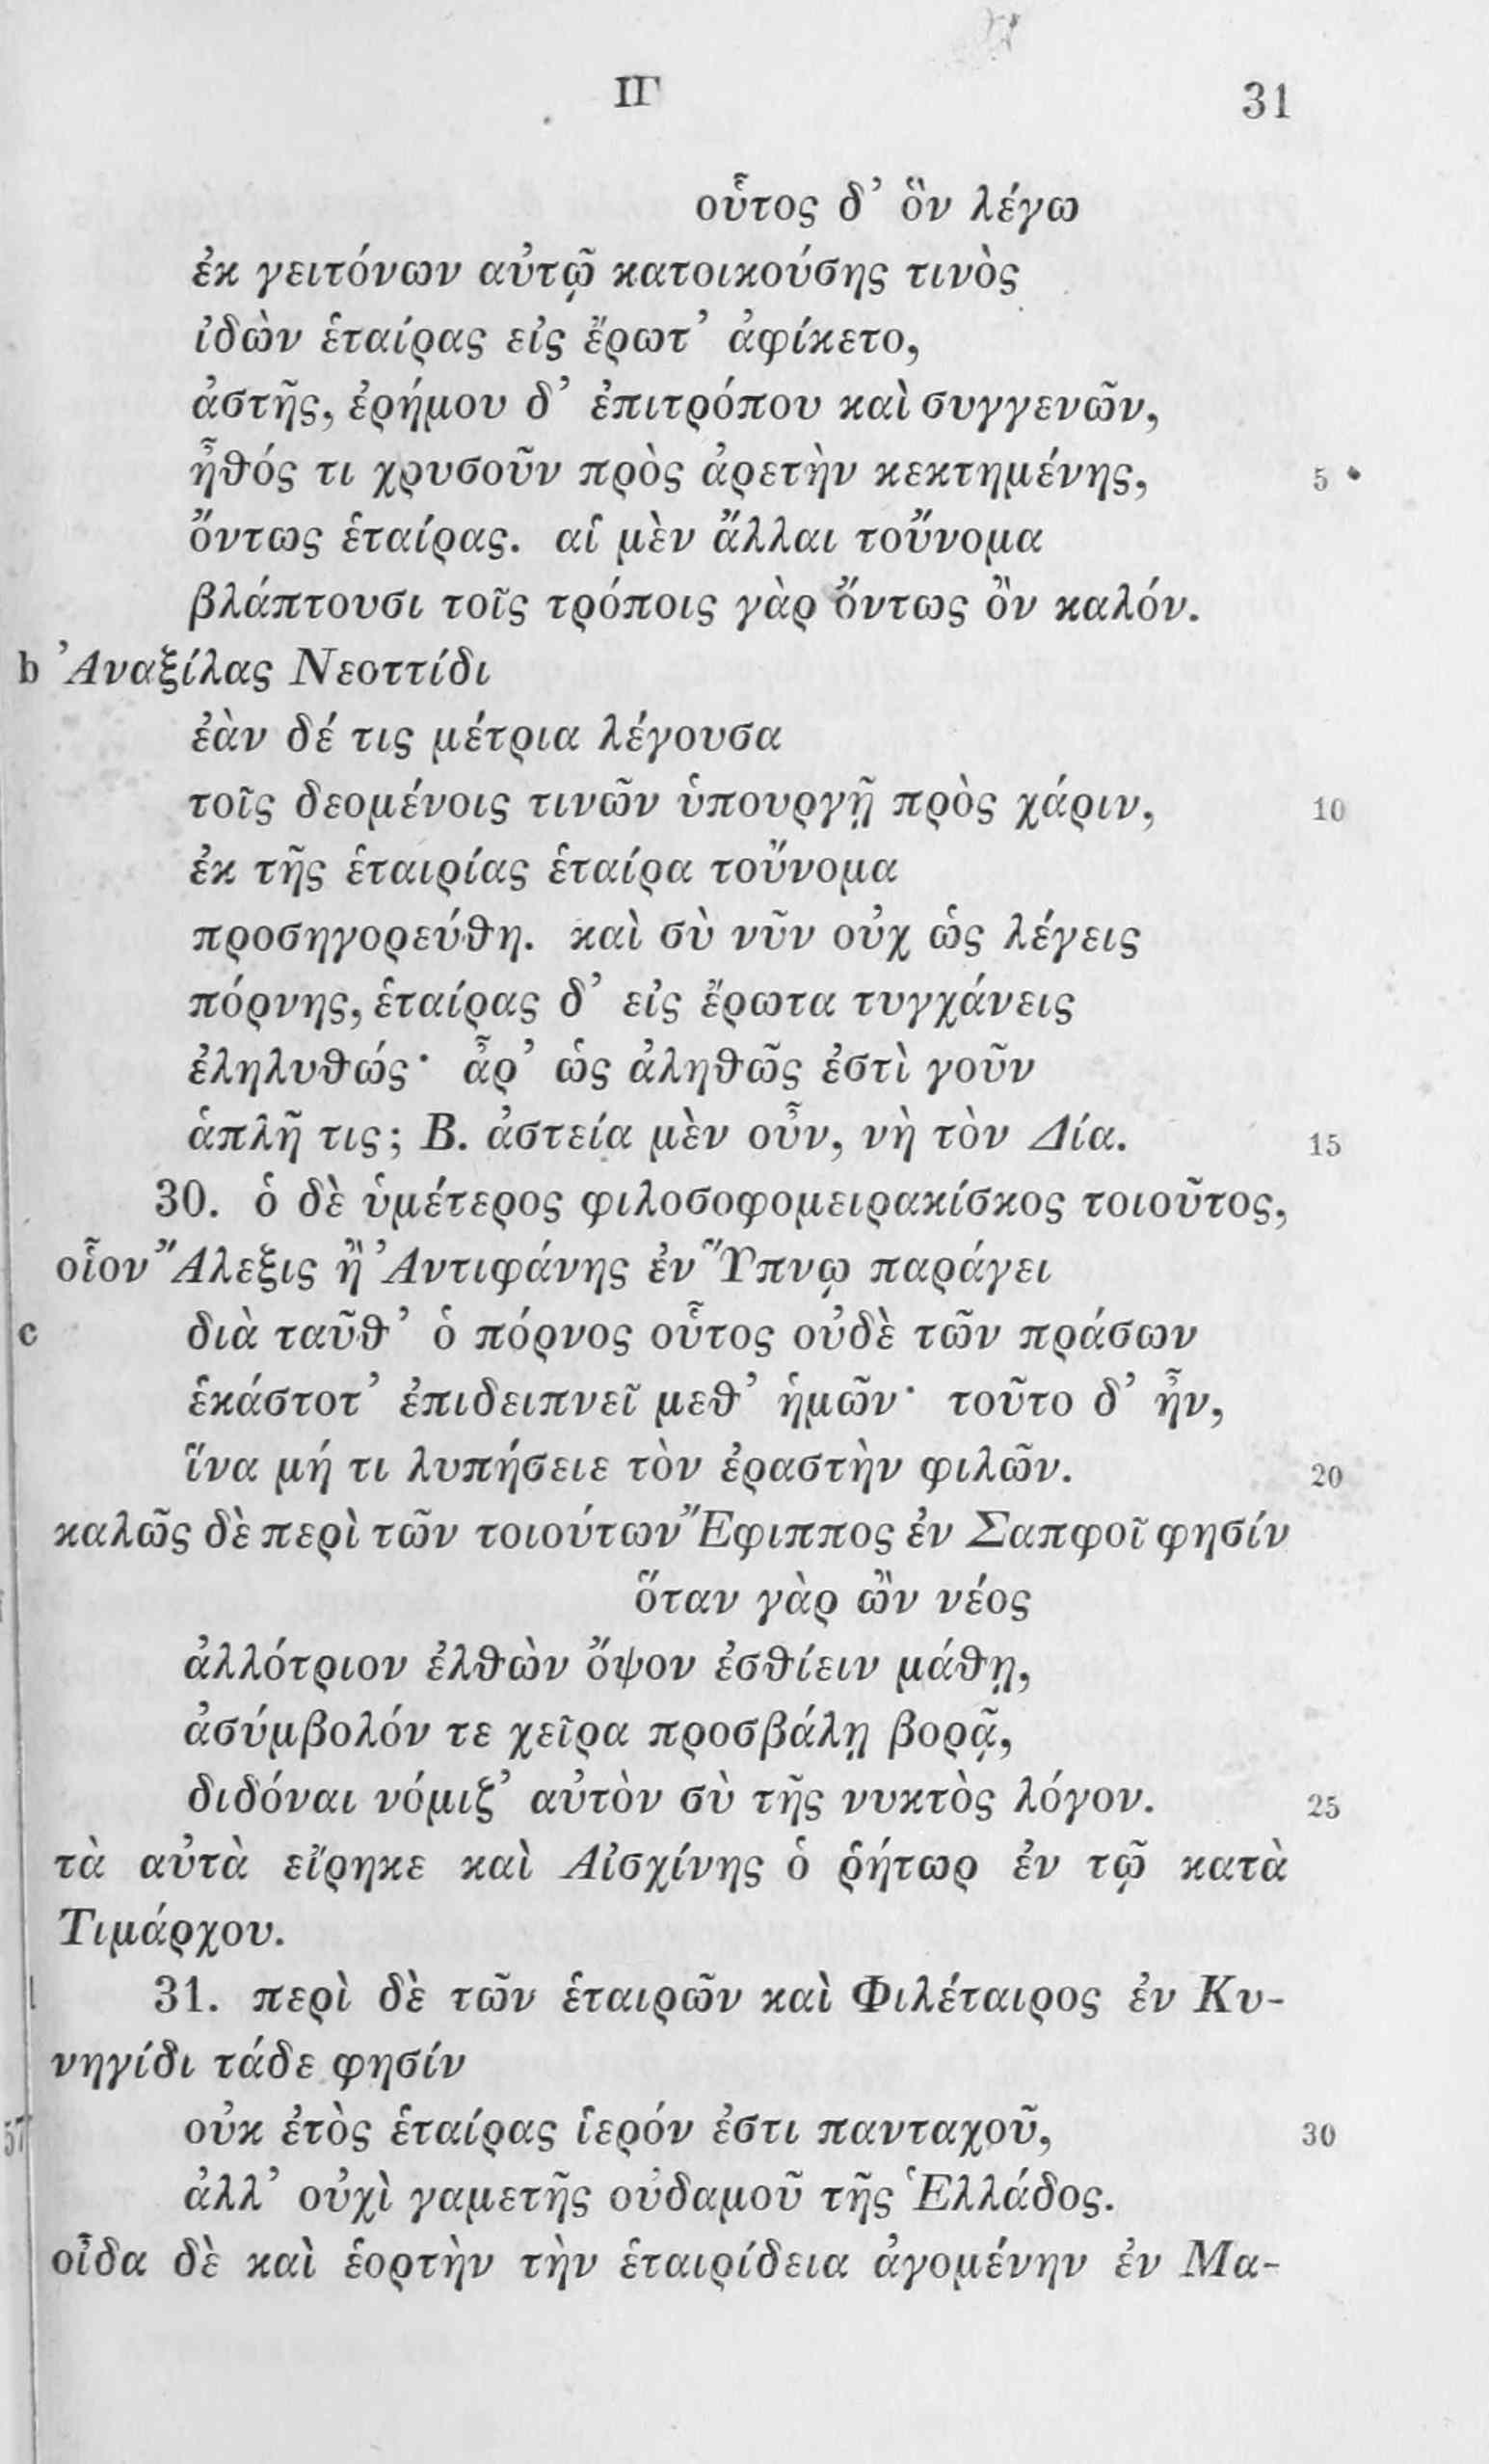 ΙΓ 31
οὗτος δ’ ὃν λέγω
ἐκ γειτόνων αὐτῷ κατοικούσης τινὸς
ἰδὼν ἑταίρας εἰς ἔρωτ’ ἀφίκετο,
ἀστῆς, ἐρήμου δ’ ἐπιτρόπου καὶ συγγενῶν,
ἦθός τι χρυσοῦν πρὸς ἀρετὴν κεκτημένης, 5
ὄντως ἑταίρας. αἱ μὲν ἄλλαι τοὔνομα
βλάπτουσι τοῖς τρόποις γὰρ ὄντως ὂν καλόν.
b Ἀναξίλας Νεοττίδι
ἐὰν δέ τις μέτρια λέγουσα
τοῖς δεομένοις τινῶν ὑπουργῇ πρὸς χάριν, 10
ἐκ τῆς ἑταιρίας ἑταίρα τοὔνομα
προσηγορεύθη. καὶ σὺ νῦν οὐχ ὡς λέγεις
πόρνης, ἑταίρας δ’ εἰς ἔρωτα τυγχάνεις
ἐληλυθώς· ἆρ’ ὡς ἀληθῶς ἐστὶ γοῦν
ἁπλῆ τις; Β. ἀστεία μὲν οὖν, νὴ τὸν Δία. 15
30. ὁ δὲ ὑμέτερος φιλοσοφομειρακίσκος τοιοῦτος,
οἷον Ἄλεξις ἢ Ἀντιφάνης ἐν Ὕπνῳ παράγει
c διὰ ταῦθ’ ὁ πόρνος οὗτος οὐδὲ τῶν πράσων
ἑκάστοτ’ ἐπιδειπνεῖ μεθ’ ἡμῶν· τοῦτο δ’ ἦν,
ἵνα μή τι λυπήσειε τὸν ἐραστὴν φιλῶν. 20
καλῶς δὲ περὶ τῶν τοιούτων Ἔφιππος ἐν Σαπφοῖ φησίν
ὅταν γὰρ ὢν νέος
ἀλλότριον ἐλθὼν ὄψον ἐσθίειν μάθῃ,
ἀσύμβολόν τε χεῖρα προσβάλῃ βορᾷ,
διδόναι νόμιζ’ αὐτὸν σὺ τῆς νυκτὸς λόγον. 25
τὰ αὐτὰ εἴρηκε καὶ Αἰσχίνης ὁ ῥήτωρ ἐν τῷ κατὰ
Τιμάρχου.
31. περὶ δὲ τῶν ἑταιρῶν καὶ Φιλέταιρος ἐν Κυ-
νηγίδι τάδε φησίν
οὐκ ἐτὸς ἑταίρας ἱερόν ἐστι πανταχοῦ, 30
ἀλλ’ οὐχὶ γαμετῆς οὐδαμοῦ τῆς Ἑλλάδος.
οἶδα δὲ καὶ ἑορτὴν τὴν ἑταιρίδεια ἀγομένην ἐν Μα-